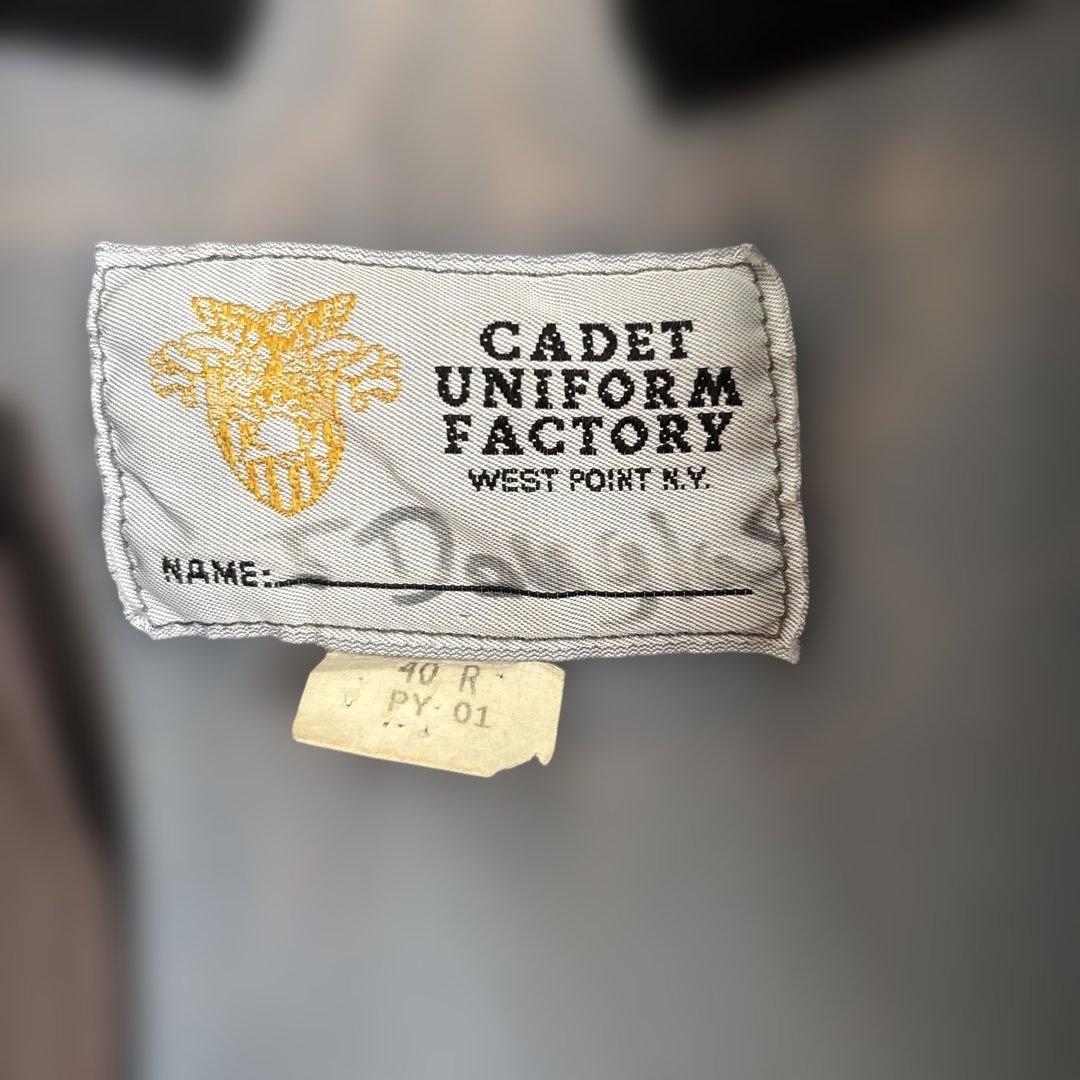 CADET
UNIFORM
FACTORY
WEST POINT N.Y.
NAME:
40 R
PY 01